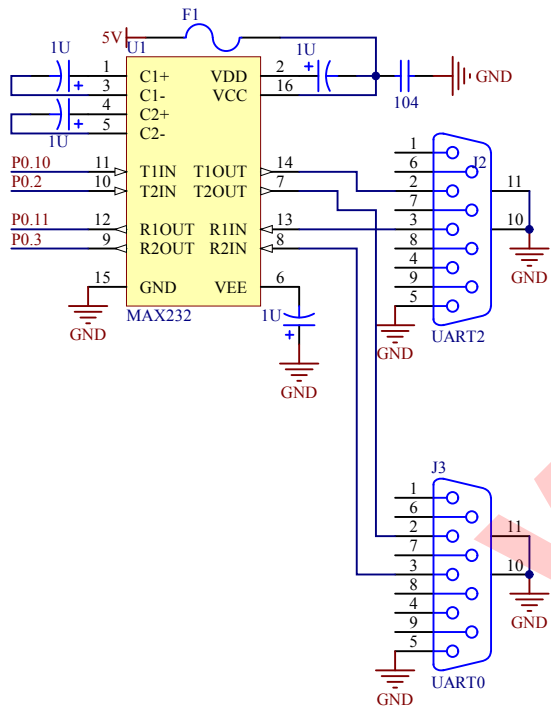 F1
5V
U1
1U
1
C1+
VDD
2
1U
3
C1-
VCC
16
GND
4
C2+
104
5
C2-
1U
P0.10
11
T1IN
T1OUT
14
P0.2
10
T2IN
T2OUT
7
P0.11
12
R1OUT
R1IN
13
P0.3
9
R2OUT
R2IN
8
15
GND
VEE
6
GND
MAX232
1U
GND
J2
1
6
2
7
3
8
4
9
5
11
10
GND
GND
UART2
J3
1
6
2
7
3
8
4
9
5
11
10
GND
GND
UART0